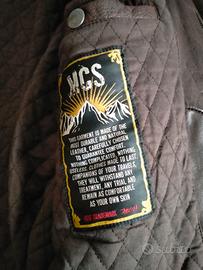 MGS
THIS GARMENT IS MADE OF THE
MOST DURABLE AND NATURAL
LEATHER, CAREFULLY CHOSEN
TO GUARANTEE COMFORT.
NOTHING COMPLICATED, NOTHING
USELESS. CLOTHES MADE TO LAST,
COMPANIONS OF YOUR TRAVELS,
THEY WILL WITHSTAND ANY
TREATMENT, ANY TRIAL AND
REMAIN AS COMFORTABLE
AS YOUR OWN SKIN
subito